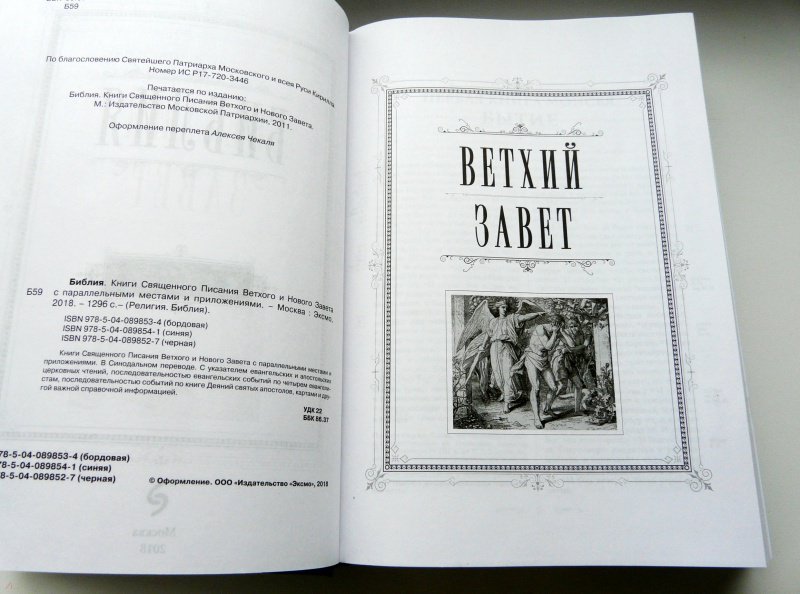 Б59
По благословению Святейшего Патриарха Московского и всея Руси Кирилла
Номер ИС Р17-720-3446
Печатается по изданию:
Библия. Книги Священного Писания Ветхого и Нового Завета.
М.: Издательство Московской Патриархии, 2011.
Оформление переплета Алексея Чекаля
Библия. Книги Священного Писания Ветхого и Нового Завета
Б59 с параллельными местами и приложениями. – Москва : Эксмо,
2018. – 1296 с.– (Религия. Библия).
ISBN 978-5-04-089853-4 (бордовая)
ISBN 978-5-04-089854-1 (синяя)
ISBN 978-5-04-089852-7 (черная)
Книги Священного Писания Ветхого и Нового Завета с параллельными местами и
приложениями. В Синодальном переводе. С указателем евангельских и апостольских
церковных чтений, последовательностью евангельских событий по четырем евангели-
стам, последовательностью событий по книге Деяний святых апостолов, картами и дру-
гой важной справочной информацией.
УДК 22
ББК 86.37
978-5-04-089853-4 (бордовая)
978-5-04-089854-1 (синяя)
978-5-04-089852-7 (черная)
© Оформление. ООО «Издательство «Эксмо», 2018
ВЕТХИЙ
ЗАВЕТ